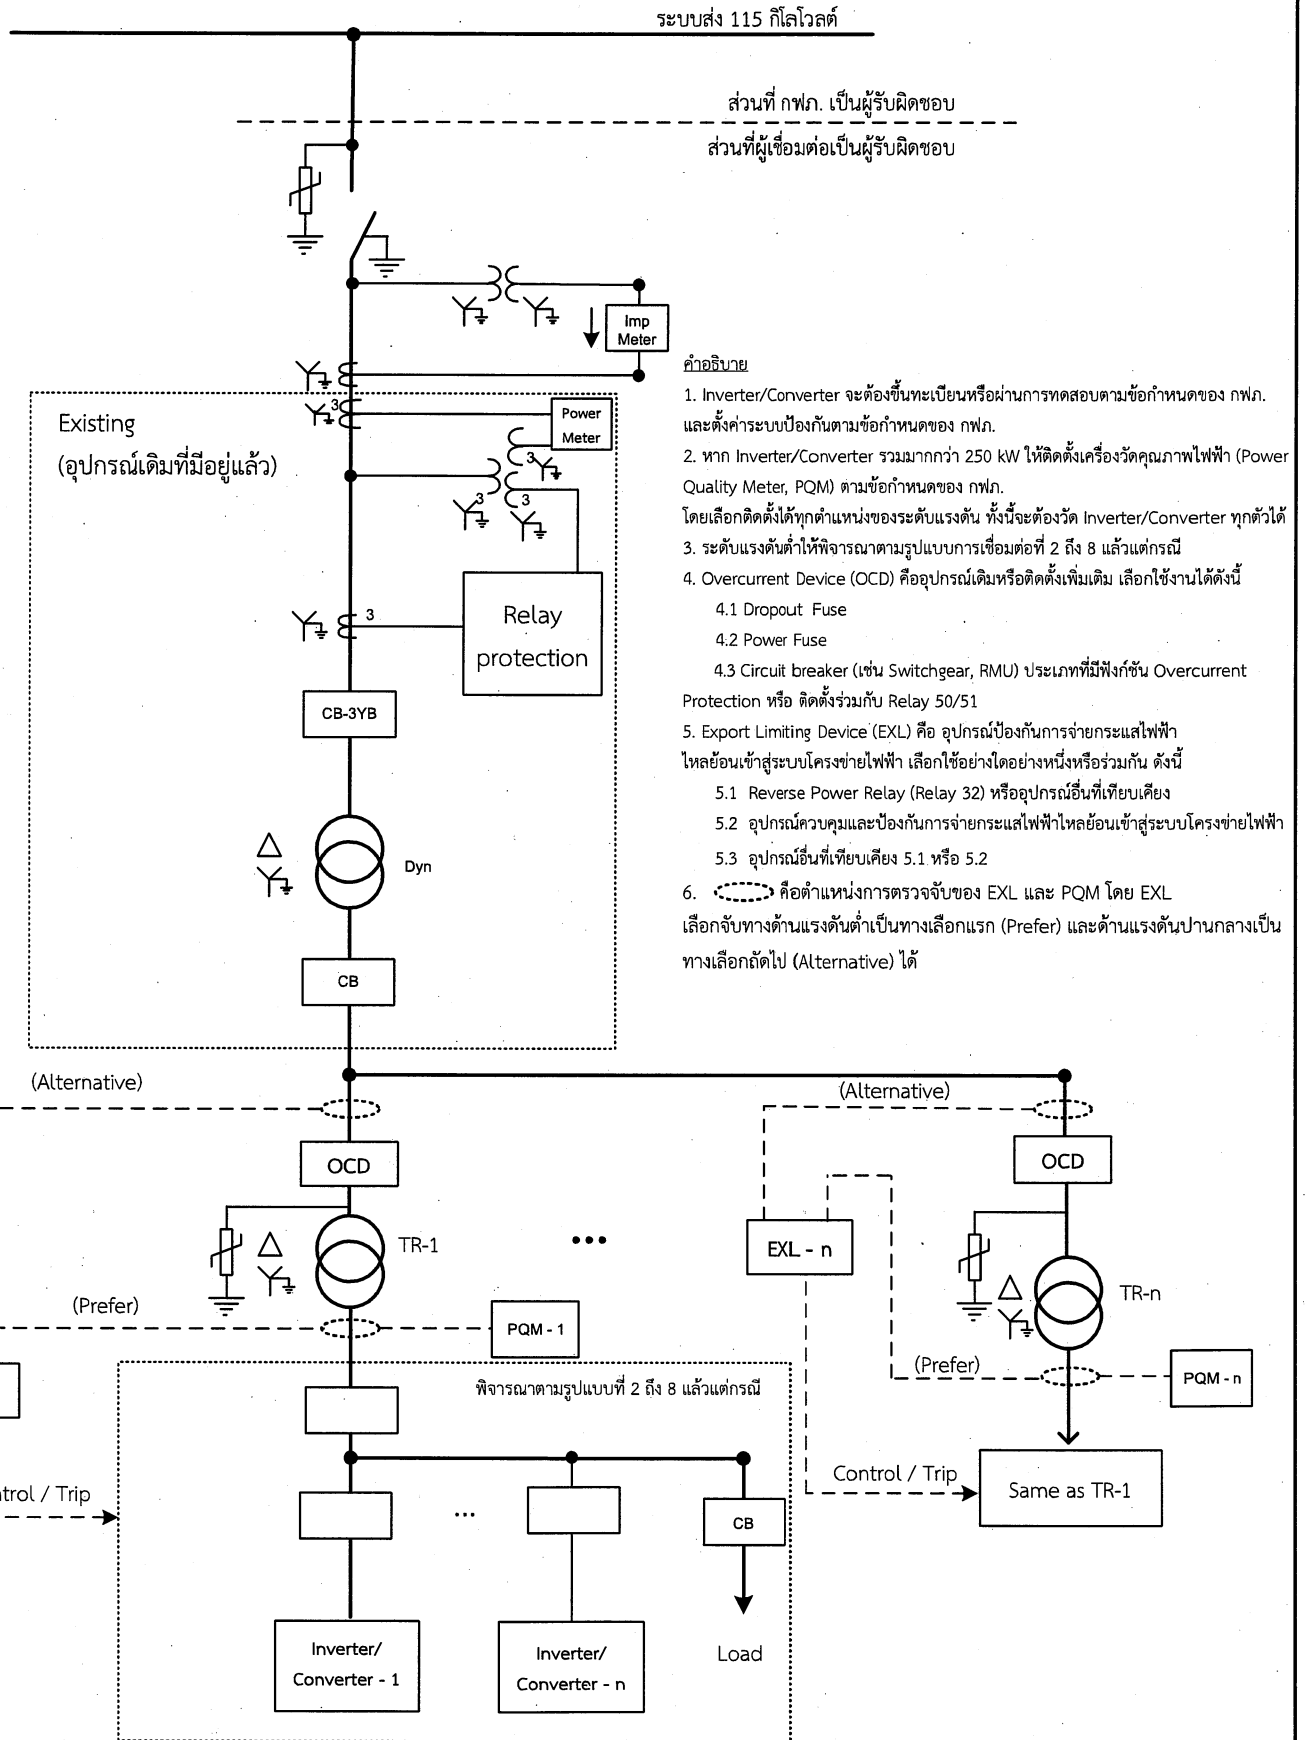 ระบบส่ง 115 กิโลโวลต์
ส่วนที่ กฟภ. เป็นผู้รับผิดชอบ
ส่วนที่ผู้เชื่อมต่อเป็นผู้รับผิดชอบ
Imp
Meter
Existing
(อุปกรณ์เดิมที่มีอยู่แล้ว)
3
Power
Meter
3
3
3
3
Relay
protection
CB-3YB
Dyn
CB
คำอธิบาย
1. Inverter/Converter จะต้องขึ้นทะเบียนหรือผ่านการทดสอบตามข้อกำหนดของ กฟภ.
และตั้งค่าระบบป้องกันตามข้อกำหนดของ กฟภ.
2. หาก Inverter/Converter รวมมากกว่า 250 kW ให้ติดตั้งเครื่องวัดคุณภาพไฟฟ้า (Power
Quality Meter, PQM) ตามข้อกำหนดของ กฟภ.
โดยเลือกติดตั้งได้ทุกตำแหน่งของระดับแรงดัน ทั้งนี้จะต้องวัด Inverter/Converter ทุกตัวได้
3. ระดับแรงดันต่ำให้พิจารณาตามรูปแบบการเชื่อมต่อที่ 2 ถึง 8 แล้วแต่กรณี
4. Overcurrent Device (OCD) คืออุปกรณ์เดิมหรือติดตั้งเพิ่มเติม เลือกใช้งานได้ดังนี้
4.1 Dropout Fuse
4.2 Power Fuse
4.3 Circuit breaker (เช่น Switchgear, RMU) ประเภทที่มีฟังก์ชัน Overcurrent
Protection หรือ ติดตั้งร่วมกับ Relay 50/51
5. Export Limiting Device (EXL) คือ อุปกรณ์ป้องกันการจ่ายกระแสไฟฟ้า
ไหลย้อนเข้าสู่ระบบโครงข่ายไฟฟ้า เลือกใช้อย่างใดอย่างหนึ่งหรือร่วมกัน ดังนี้
5.1 Reverse Power Relay (Relay 32) หรืออุปกรณ์อื่นที่เทียบเคียง
5.2 อุปกรณ์ควบคุมและป้องกันการจ่ายกระแสไฟฟ้าไหลย้อนเข้าสู่ระบบโครงข่ายไฟฟ้า
5.3 อุปกรณ์อื่นที่เทียบเคียง 5.1 หรือ 5.2
6. คือตำแหน่งการตรวจจับของ EXL และ PQM โดย EXL
เลือกจับทางด้านแรงดันต่ำเป็นทางเลือกแรก (Prefer) และด้านแรงดันปานกลางเป็น
ทางเลือกถัดไป (Alternative) ได้
(Alternative)
(Alternative)
OCD
OCD
TR-1
...
EXL - n
TR-n
(Prefer)
PQM - 1
(Prefer)
PQM - n
พิจารณาตามรูปแบบที่ 2 ถึง 8 แล้วแต่กรณี
trol / Trip
...
CB
Control / Trip
Same as TR-1
Inverter/
Converter - 1
Inverter/
Converter - n
Load